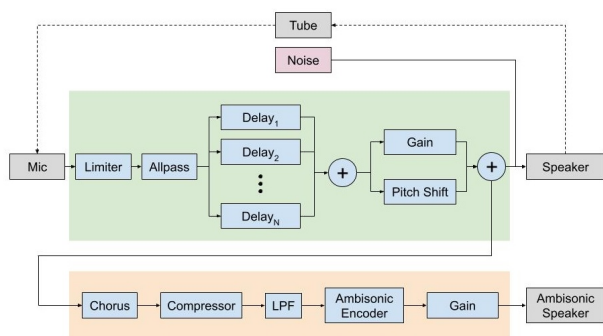 Tube
Noise
Delay1
Delay2
DelayN
Mic
Limiter
Allpass
+
Gain
Pitch Shift
+
Speaker
Chorus
Compressor
LPF
Ambisonic
Encoder
Gain
Ambisonic
Speaker